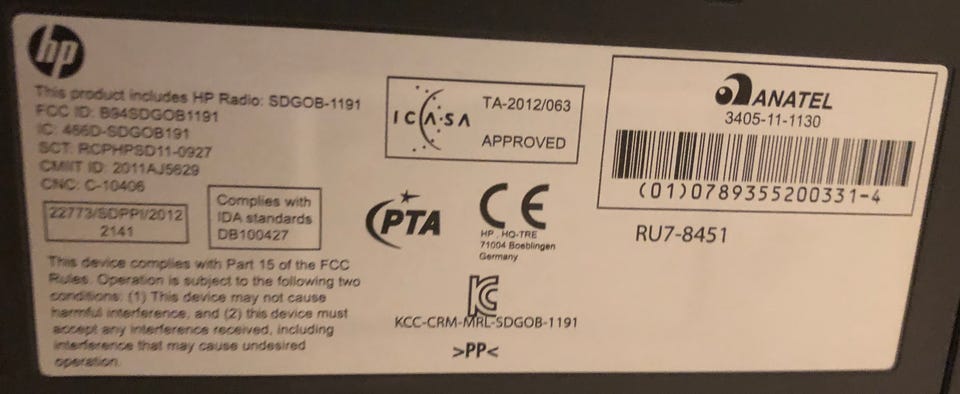 hp
This product includes HP Radio: SDGOB-1191
FCC ID: B94SDGOB1191
IC: 466D-SDGOB191
SCT: RCPHPSD11-0927
CMIIT ID: 2011AJ5629
CNC: C-10406
22773/SDPPI/2012
2141
Complies with
IDA standards
DB100427
This device complies with Part 15 of the FCC
Rules. Operation is subject to the following two
conditions: (1) This device may not cause
harmful interference, and (2) this device must
accept any interference received, including
interference that may cause undesired
operation.
ICASA
TA-2012/063
APPROVED
PTA
CE
HP , HQ-TRE
71004 Boeblingen
Germany
KC
KCC-CRM-MRL-SDGOB-1191
>PP<
ANATEL
3405-11-1130
(01)0789355200331-4
RU7-8451